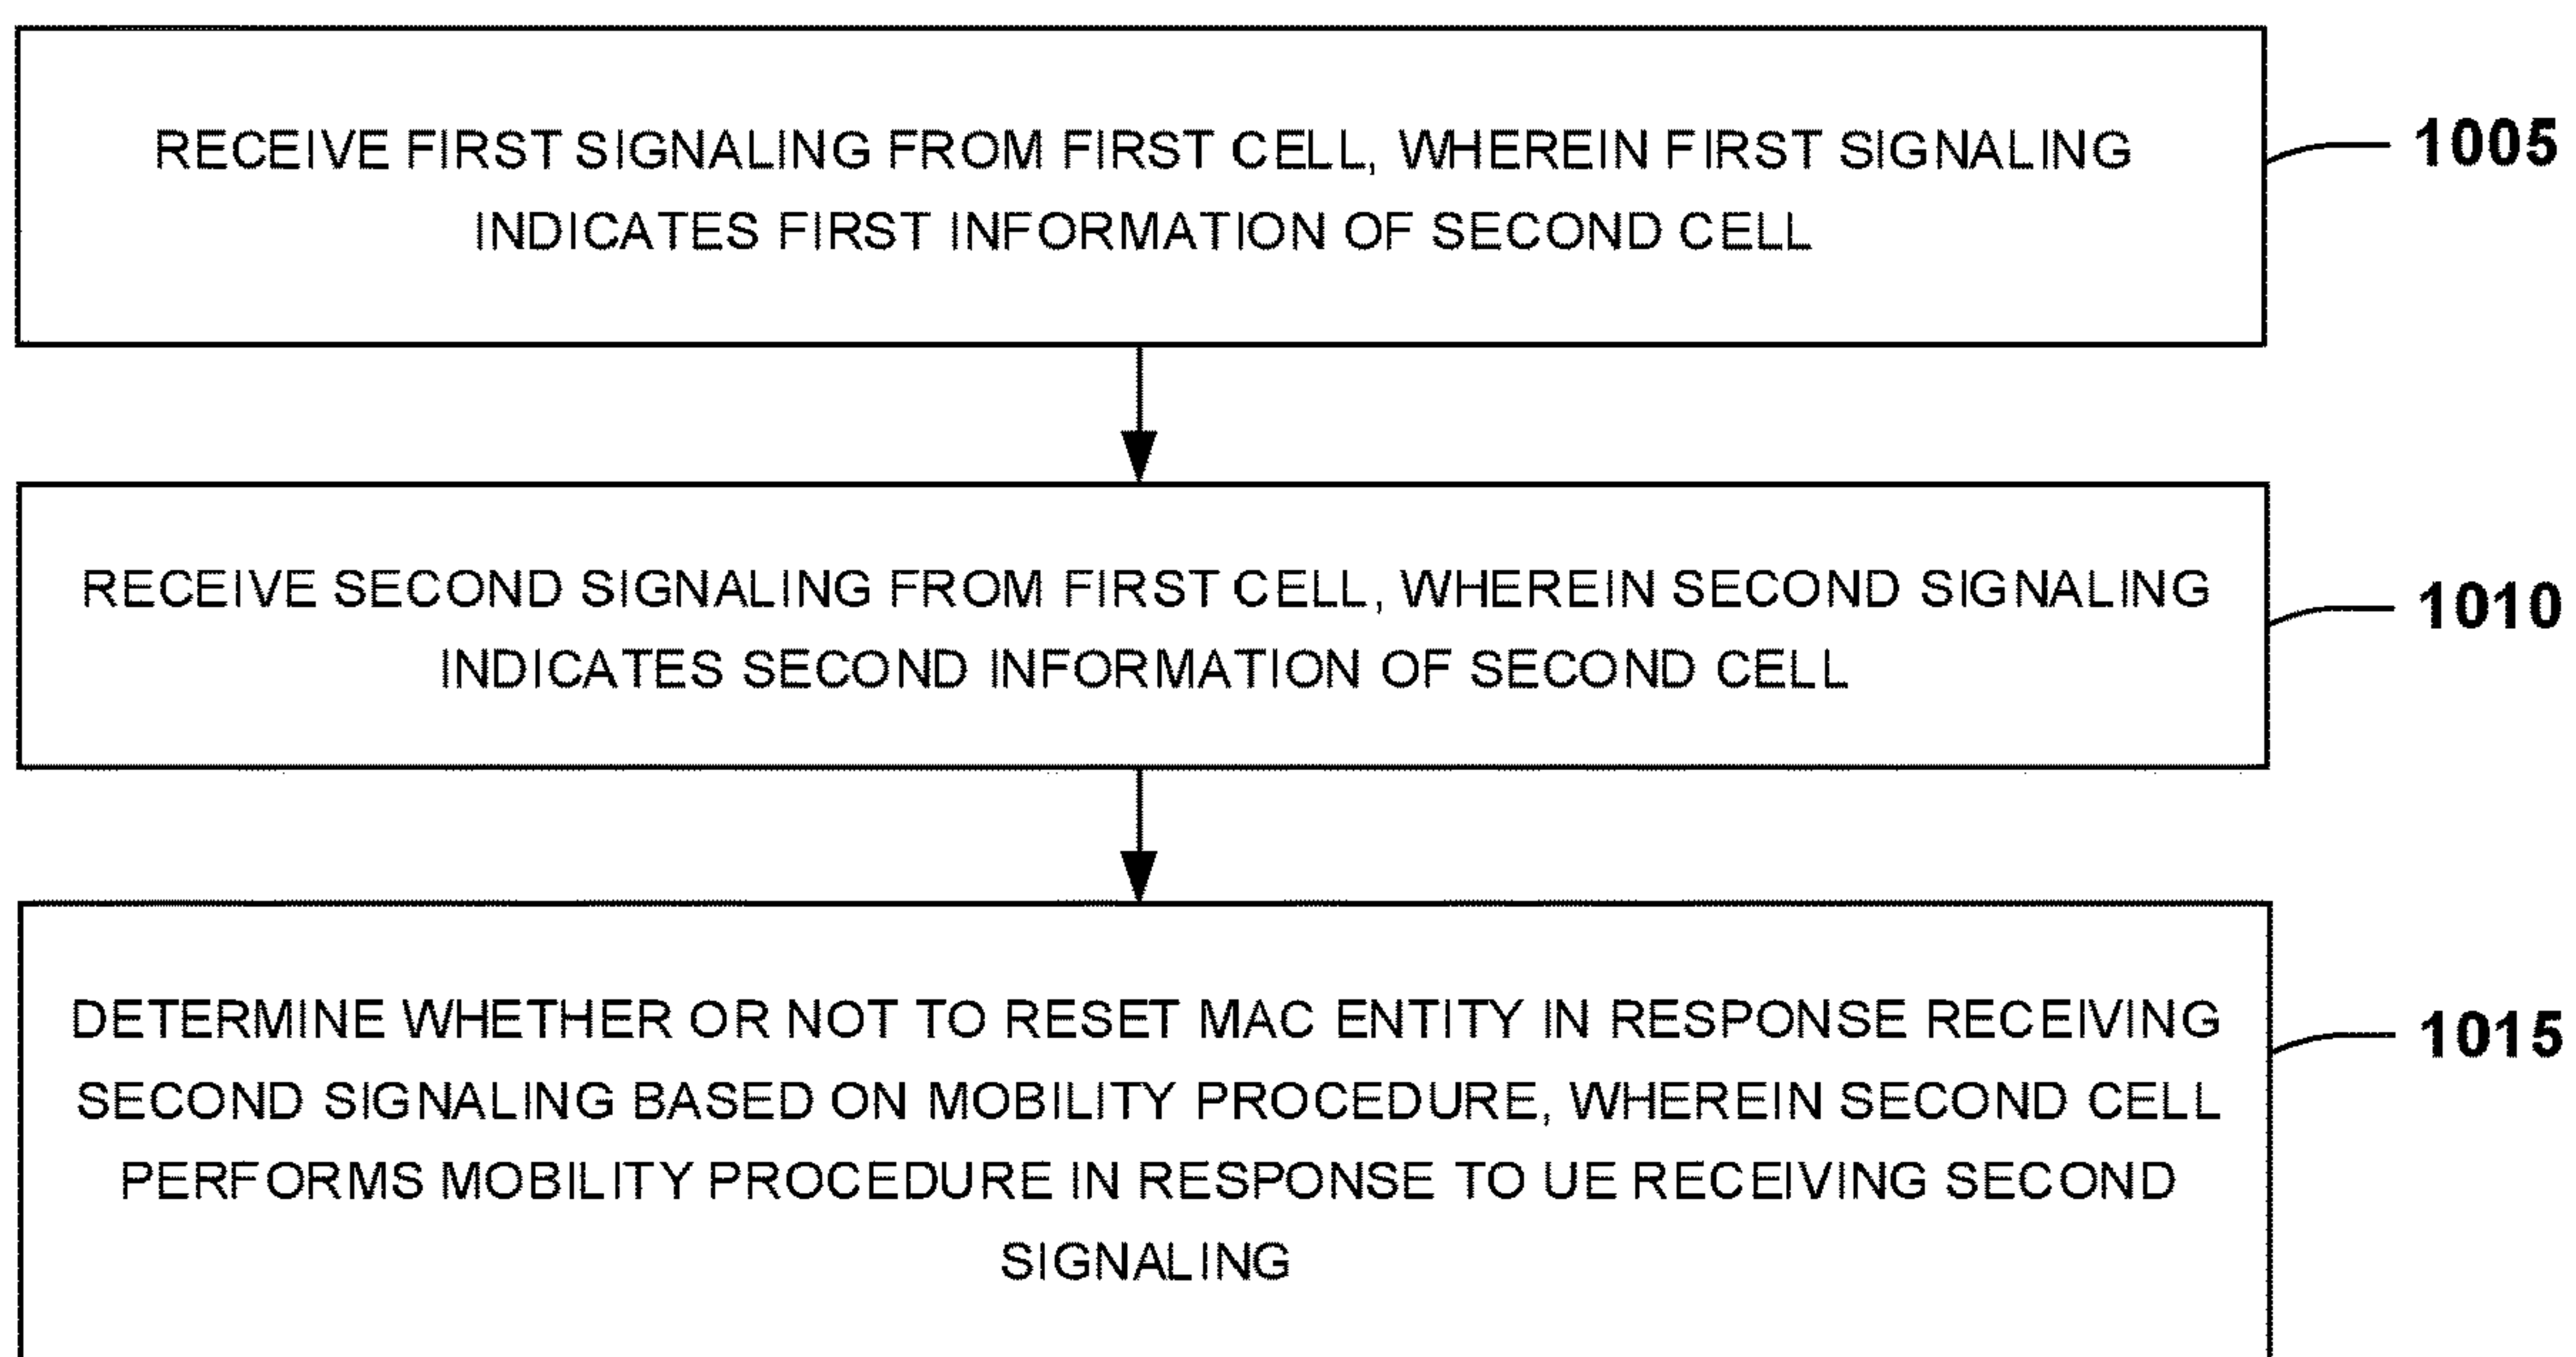 RECEIVE FIRST SIGNALING FROM FIRST CELL, WHEREIN FIRST SIGNALING
INDICATES FIRST INFORMATION OF SECOND CELL
1005
RECEIVE SECOND SIGNALING FROM FIRST CELL, WHEREIN SECOND SIGNALING
INDICATES SECOND INFORMATION OF SECOND CELL
1010
DETERMINE WHETHER OR NOT TO RESET MAC ENTITY IN RESPONSE RECEIVING
SECOND SIGNALING BASED ON MOBILITY PROCEDURE, WHEREIN SECOND CELL
PERFORMS MOBILITY PROCEDURE IN RESPONSE TO UE RECEIVING SECOND
SIGNALING
1015